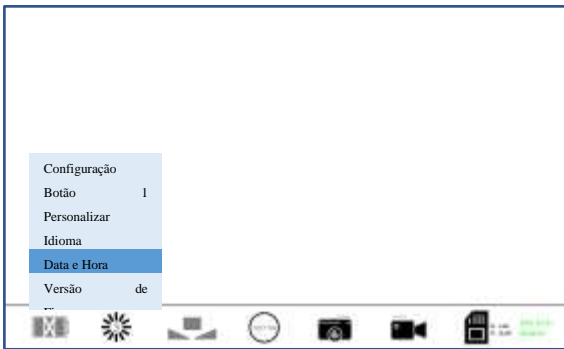 Configuração
Botão 1
Personalizar
Idioma
Data e Hora
Versão de